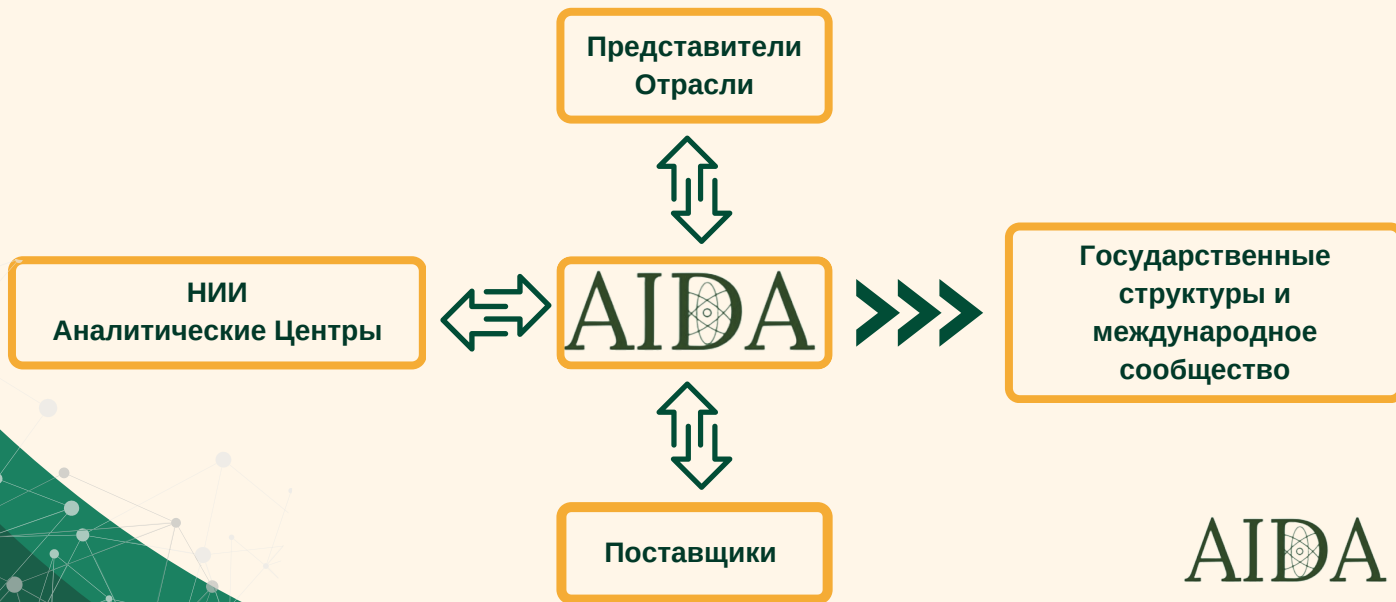 Представители
Отрасли
НИИ
Аналитические Центры
AIDA
Государственные
структуры и
международное
сообщество
Поставщики
AIDA